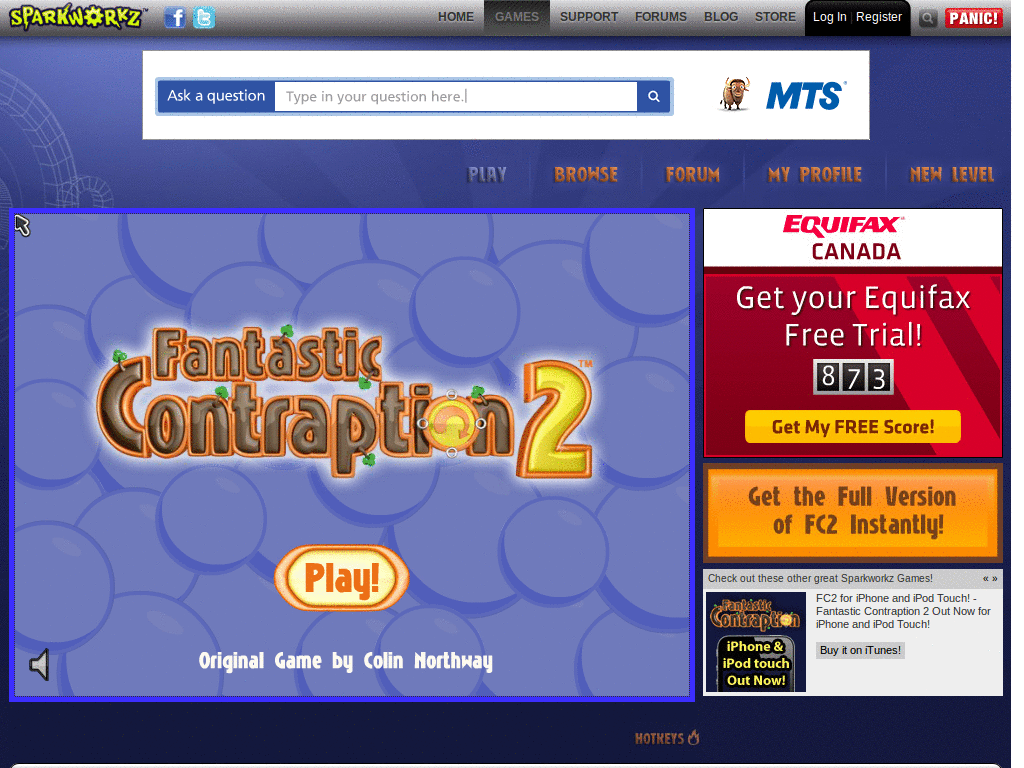 SPARKWORKZ™
HOME GAMES SUPPORT FORUMS BLOG STORE Log In | Register PANIC!
Ask a question Type in your question here. MTS
PLAY BROWSE FORUM MY PROFILE NEW LEVEL
Fantastic
Contraption 2™
Play!
Original Game by Colin Northway
EQUIFAX
CANADA
Get your Equifax
Free Trial!
873
Get My FREE Score!
Get the Full Version
of FC2 Instantly!
Check out these other great Sparkworkz Games! « »
Fantastic
Contraption
iPhone &
iPod touch
Out Now!
FC2 for iPhone and iPod Touch! -
Fantastic Contraption 2 Out Now for
iPhone and iPod Touch!
Buy it on iTunes!
HOTKEYS